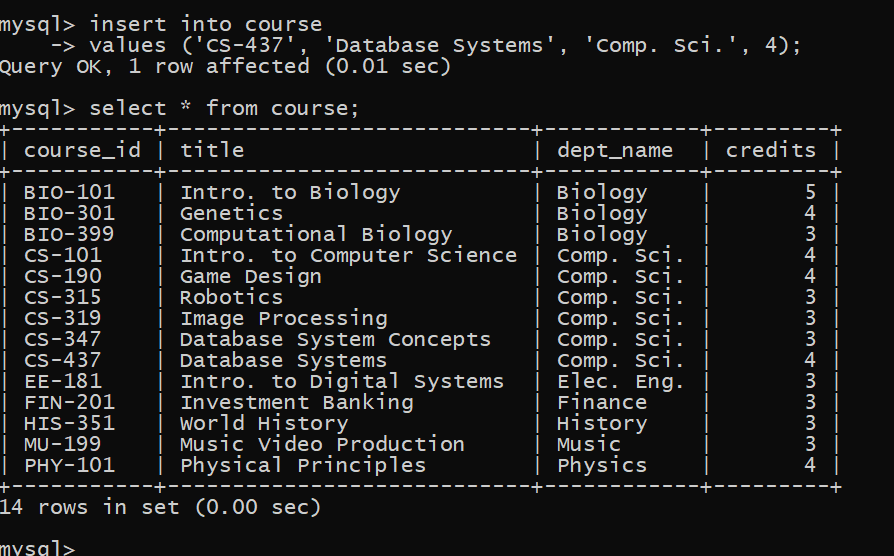 mysql> insert into course
    -> values ('CS-437', 'Database Systems', 'Comp. Sci.', 4);
Query OK, 1 row affected (0.01 sec)

mysql> select * from course;
+-----------+----------------------------+------------+---------+
| course_id | title                      | dept_name  | credits |
+-----------+----------------------------+------------+---------+
| BIO-101   | Intro. to Biology          | Biology    |       5 |
| BIO-301   | Genetics                   | Biology    |       4 |
| BIO-399   | Computational Biology      | Biology    |       3 |
| CS-101    | Intro. to Computer Science | Comp. Sci. |       4 |
| CS-190    | Game Design                | Comp. Sci. |       4 |
| CS-315    | Robotics                   | Comp. Sci. |       3 |
| CS-319    | Image Processing           | Comp. Sci. |       3 |
| CS-347    | Database System Concepts   | Comp. Sci. |       3 |
| CS-437    | Database Systems           | Comp. Sci. |       4 |
| EE-181    | Intro. to Digital Systems  | Elec. Eng. |       3 |
| FIN-201   | Investment Banking         | Finance    |       3 |
| HIS-351   | World History              | History    |       3 |
| MU-199    | Music Video Production     | Music      |       3 |
| PHY-101   | Physical Principles        | Physics    |       4 |
+-----------+----------------------------+------------+---------+
14 rows in set (0.00 sec)

mysql>